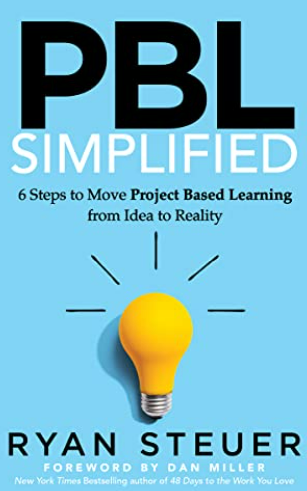 PBL
SIMPLIFIED
6 Steps to Move Project Based Learning
from Idea to Reality
RYAN STEUER
FOREWORD BY DAN MILLER
New York Times Bestselling author of 48 Days to the Work You Love